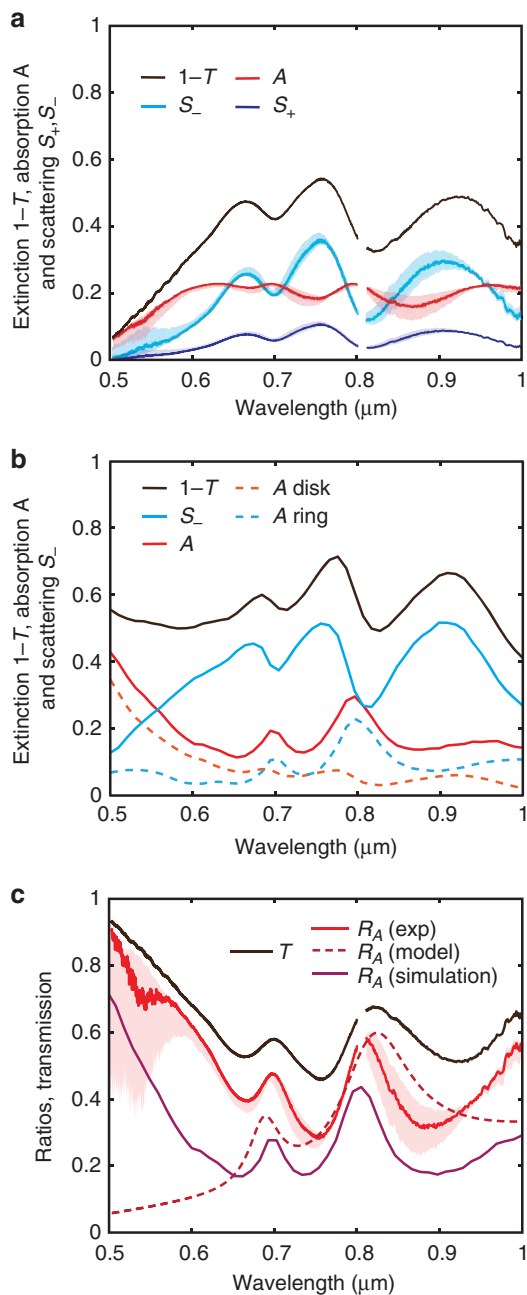 a
Extinction 1–T, absorption A
and scattering S+,S−
1
0.8
0.6
0.4
0.2
0
1–T
A
S−
S+
0.5
0.6
0.7
0.8
0.9
1
Wavelength (μm)
b
Extinction 1–T, absorption A
and scattering S−
1
0.8
0.6
0.4
0.2
0
1–T
A disk
S−
A ring
A
0.5
0.6
0.7
0.8
0.9
1
Wavelength (μm)
c
Ratios, transmission
1
0.8
0.6
0.4
0.2
0
T
RA (exp)
RA (model)
RA (simulation)
0.5
0.6
0.7
0.8
0.9
1
Wavelength (μm)